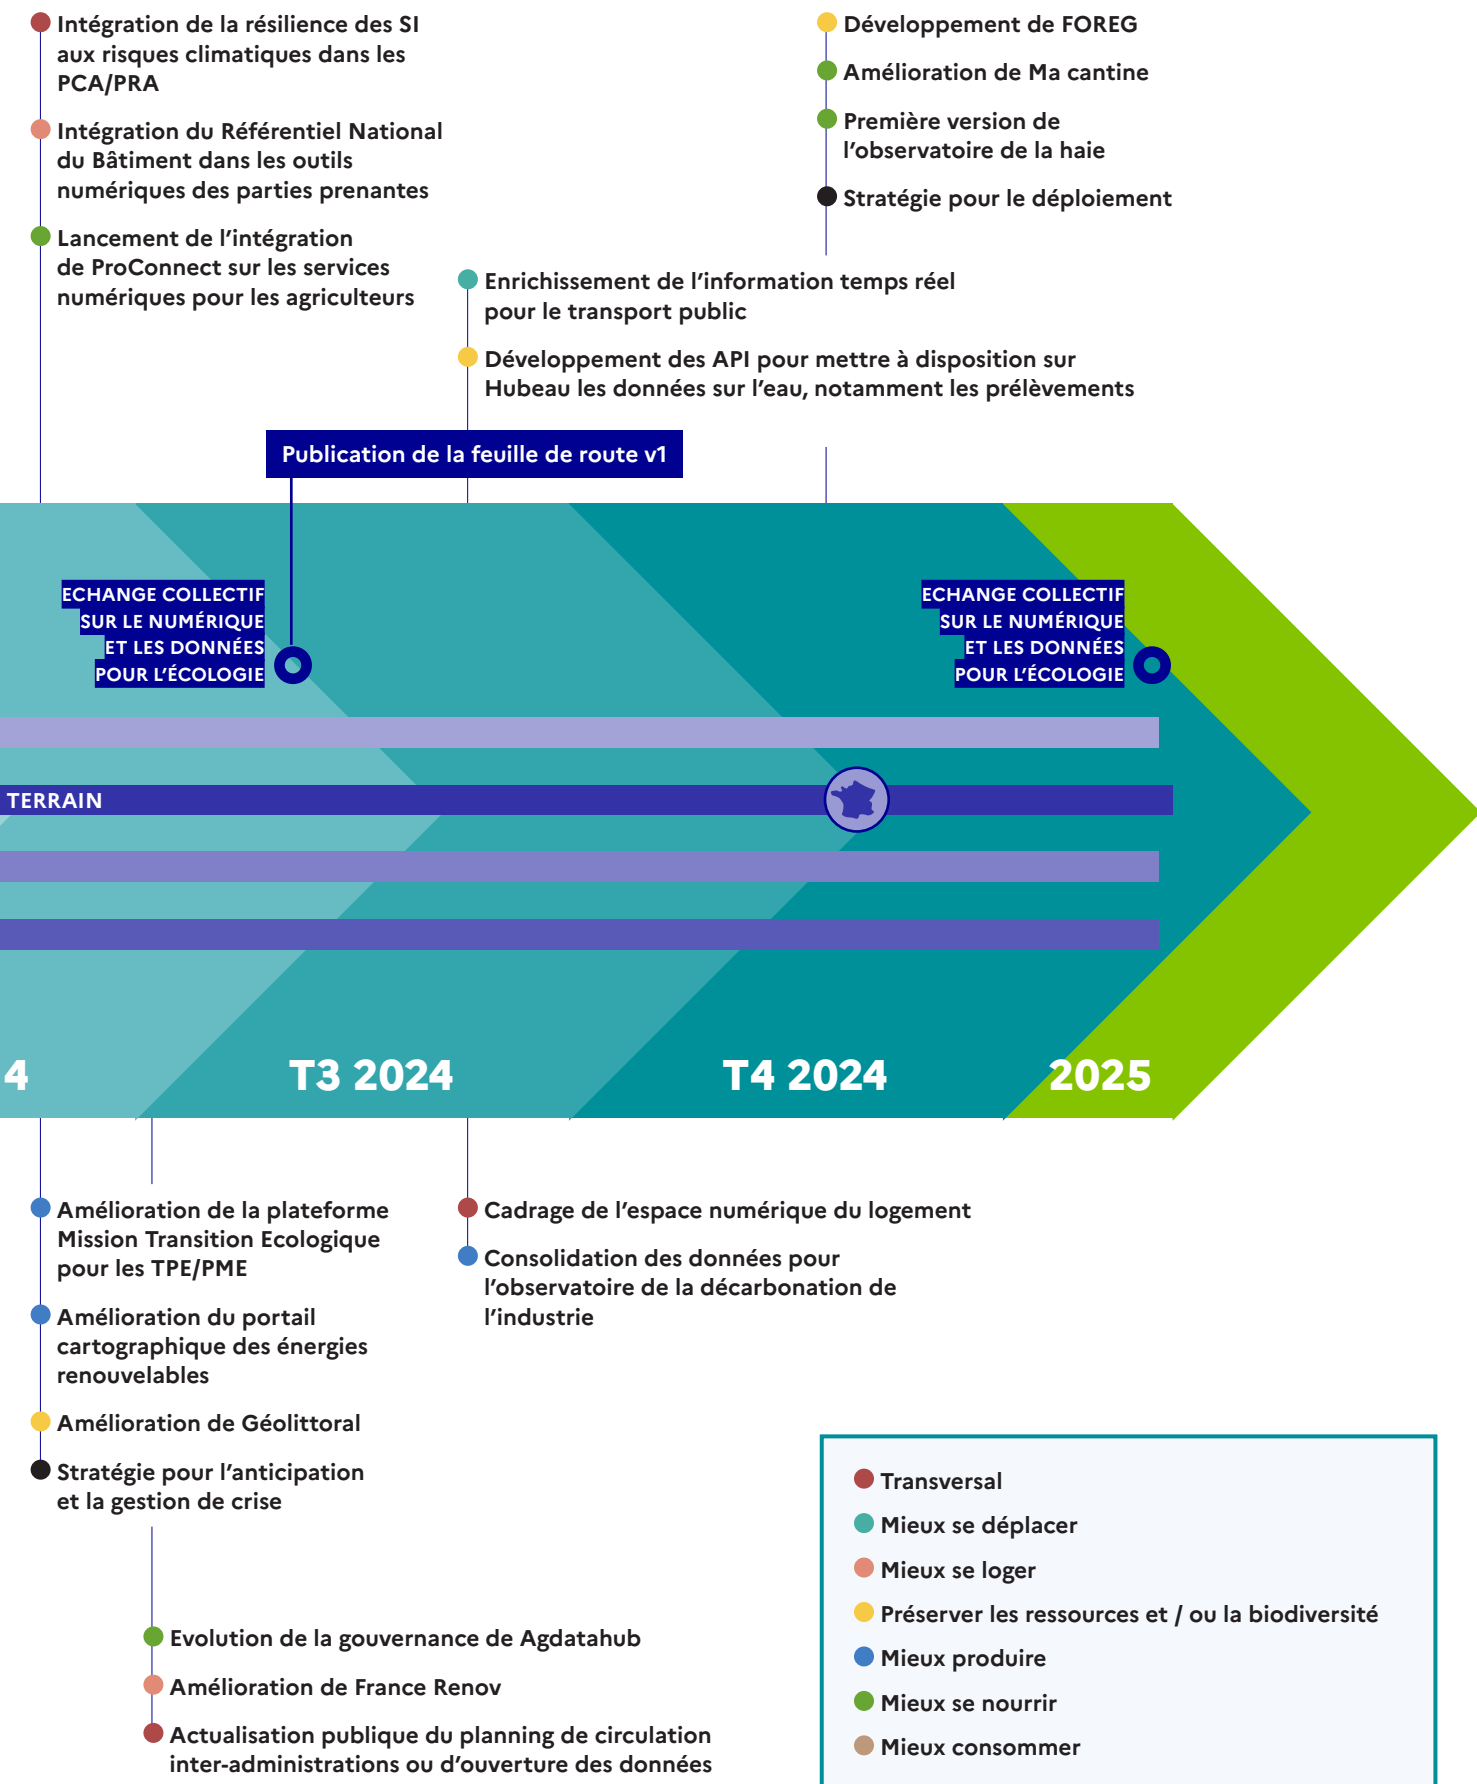 Intégration de la résilience des SI
aux risques climatiques dans les
PCA/PRA
Intégration du Référentiel National
du Bâtiment dans les outils
numériques des parties prenantes
Lancement de l'intégration
de ProConnect sur les services
numériques pour les agriculteurs
Développement de FOREG
Amélioration de Ma cantine
Première version de
l'observatoire de la haie
Stratégie pour le déploiement
Enrichissement de l'information temps réel
pour le transport public
Développement des API pour mettre à disposition sur
Hubeau les données sur l'eau, notamment les prélèvements
Publication de la feuille de route v1
ECHANGE COLLECTIF
SUR LE NUMÉRIQUE
ET LES DONNÉES
POUR L'ÉCOLOGIE
ECHANGE COLLECTIF
SUR LE NUMÉRIQUE
ET LES DONNÉES
POUR L'ÉCOLOGIE
TERRAIN
4
T3 2024
T4 2024
2025
Amélioration de la plateforme
Mission Transition Ecologique
pour les TPE/PME
Amélioration du portail
cartographique des énergies
renouvelables
Amélioration de Géolittoral
Stratégie pour l'anticipation
et la gestion de crise
Cadrage de l'espace numérique du logement
Consolidation des données pour
l'observatoire de la décarbonation de
l'industrie
Evolution de la gouvernance de Agdatahub
Amélioration de France Renov
Actualisation publique du planning de circulation
inter-administrations ou d'ouverture des données
Transversal
Mieux se déplacer
Mieux se loger
Préserver les ressources et / ou la biodiversité
Mieux produire
Mieux se nourrir
Mieux consommer